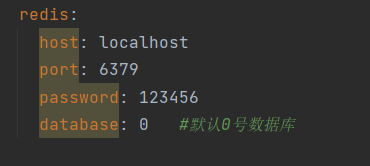 redis:
  host: localhost
  port: 6379
  password: 123456
  database: 0   #默认0号数据库